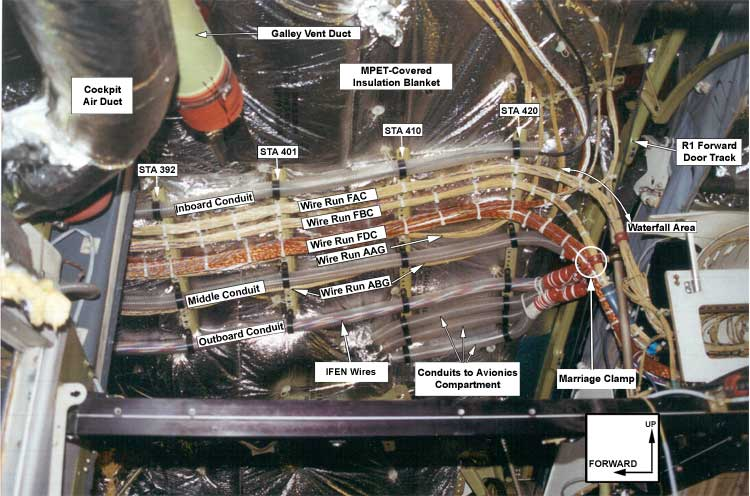 Galley Vent Duct
Cockpit
Air Duct
MPET-Covered
Insulation Blanket
STA 420
STA 410
STA 401
STA 392
R1 Forward
Door Track
Inboard Conduit
Wire Run FAC
Wire Run FBC
Waterfall Area
Wire Run FDC
Wire Run AAG
Middle Conduit
Wire Run ABG
Outboard Conduit
IFEN Wires
Conduits to Avionics
Compartment
Marriage Clamp
UP
FORWARD